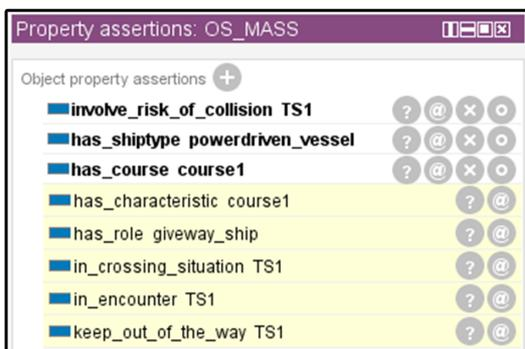 Property assertions: OS_MASS
Object property assertions
involve_risk_of_collision TS1
has_shiptype powerdriven_vessel
has_course course1
has_characteristic course1
has_role giveway_ship
in_crossing_situation TS1
in_encounter TS1
keep_out_of_the_way TS1